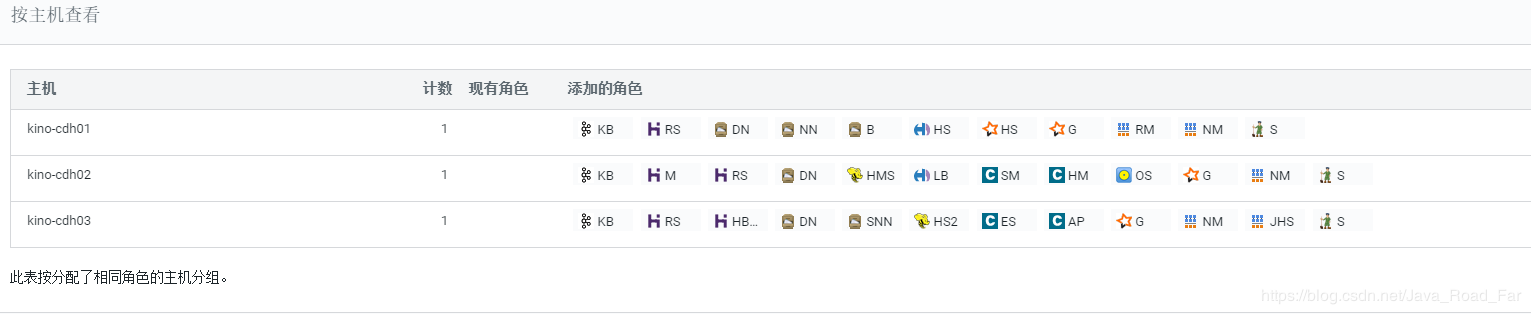 按主机查看
主机 计数 现有角色 添加的角色
kino-cdh01 1 KB RS DN NN B HS HS G RM NM S
kino-cdh02 1 KB M RS DN HMS LB SM HM OS G NM S
kino-cdh03 1 KB RS HB... DN SNN HS2 ES AP G NM JHS S
此表按分配了相同角色的主机分组。
https://blog.csdn.net/Java_Road_Far